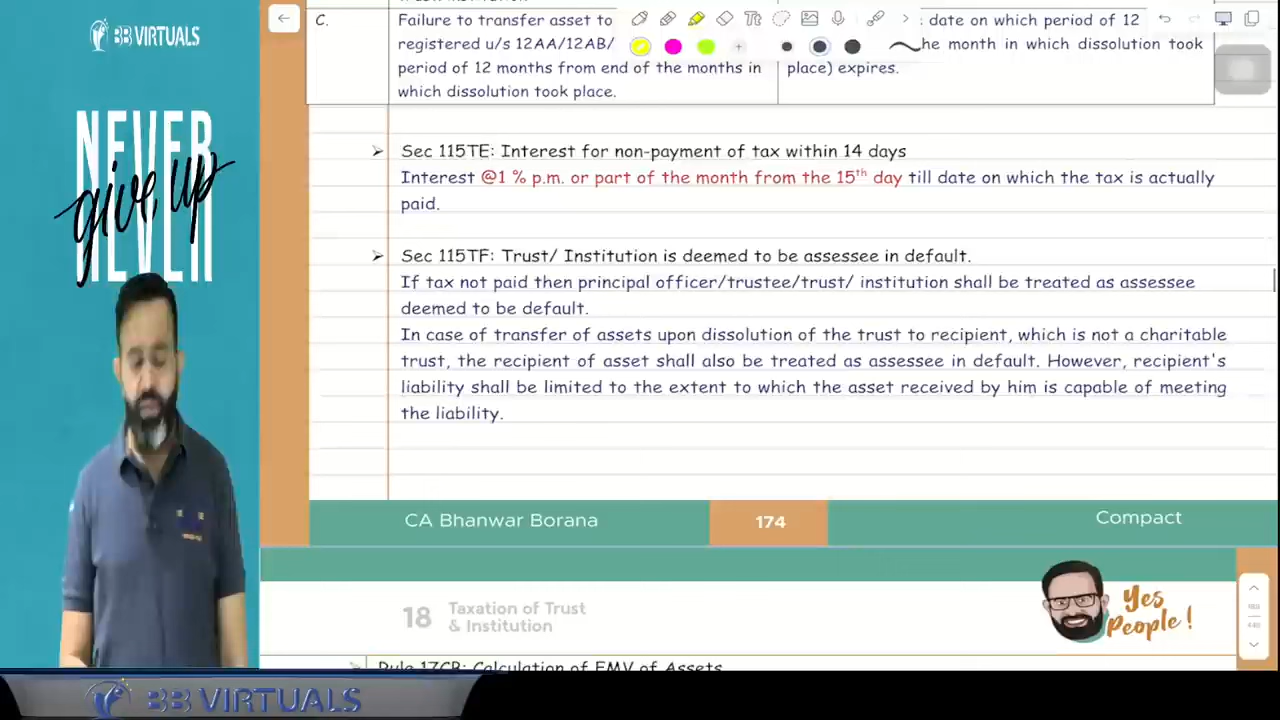 BB VIRTUALS
NEVER
give up
NEVER
C.
Failure to transfer asset to
registered u/s 12AA/12AB/
period of 12 months from end of the months in
which dissolution took place.
date on which period of 12
he month in which dissolution took
place) expires.
➢ Sec 115TE: Interest for non-payment of tax within 14 days
Interest @1 % p.m. or part of the month from the 15th day till date on which the tax is actually
paid.
➢ Sec 115TF: Trust/ Institution is deemed to be assessee in default.
If tax not paid then principal officer/trustee/trust/ institution shall be treated as assessee
deemed to be default.
In case of transfer of assets upon dissolution of the trust to recipient, which is not a charitable
trust, the recipient of asset shall also be treated as assessee in default. However, recipient's
liability shall be limited to the extent to which the asset received by him is capable of meeting
the liability.
CA Bhanwar Borana
174
Compact
18
Taxation of Trust
& Institution
Yes
People !
➢ Rule 17CB: Calculation of FMV of Assets
BB VIRTUALS